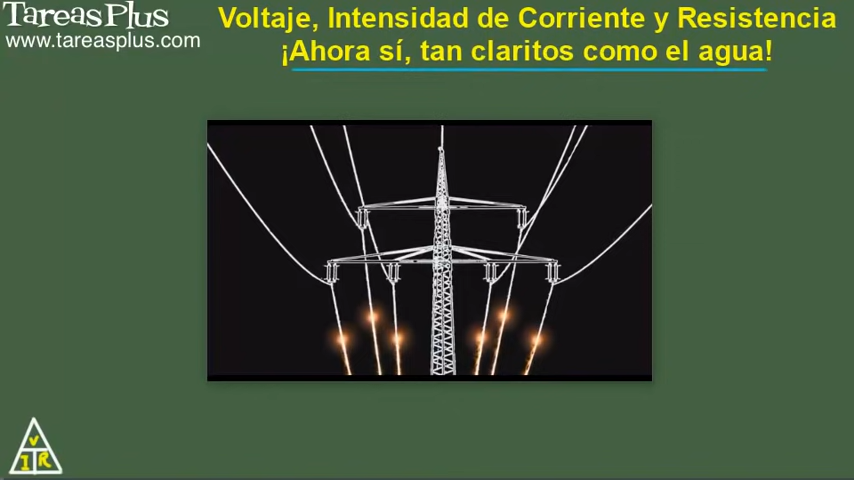 TareasPlus
www.tareasplus.com
Voltaje, Intensidad de Corriente y Resistencia
¡Ahora sí, tan claritos como el agua!
V
I R